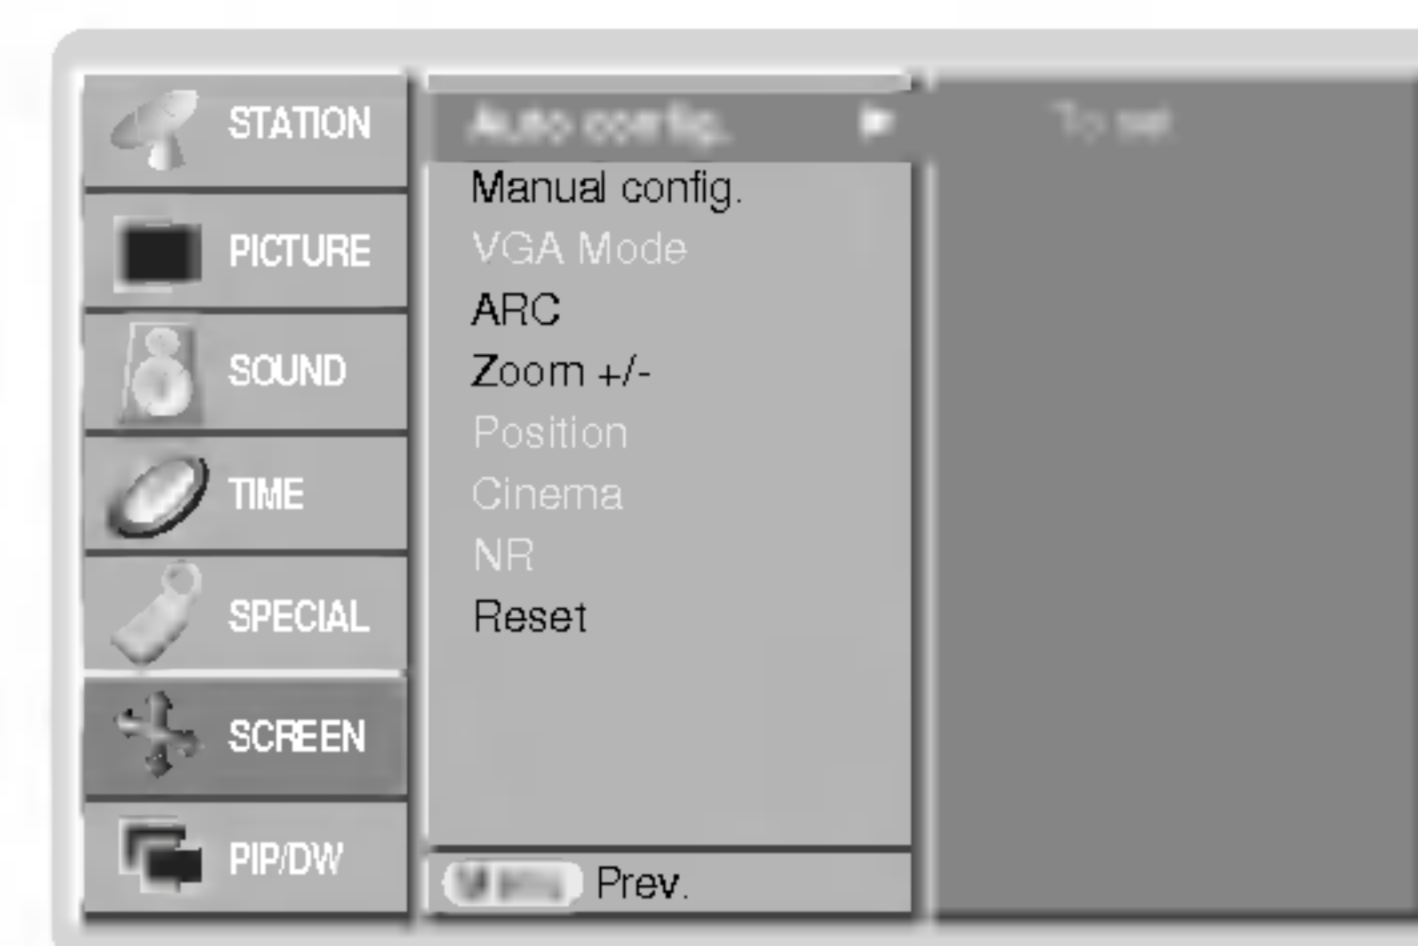 STATION
PICTURE
SOUND
TIME
SPECIAL
SCREEN
PIP/DW
Auto config.
To set
Manual config.
VGA Mode
ARC
Zoom +/-
Position
Cinema
NR
Reset
Prev.